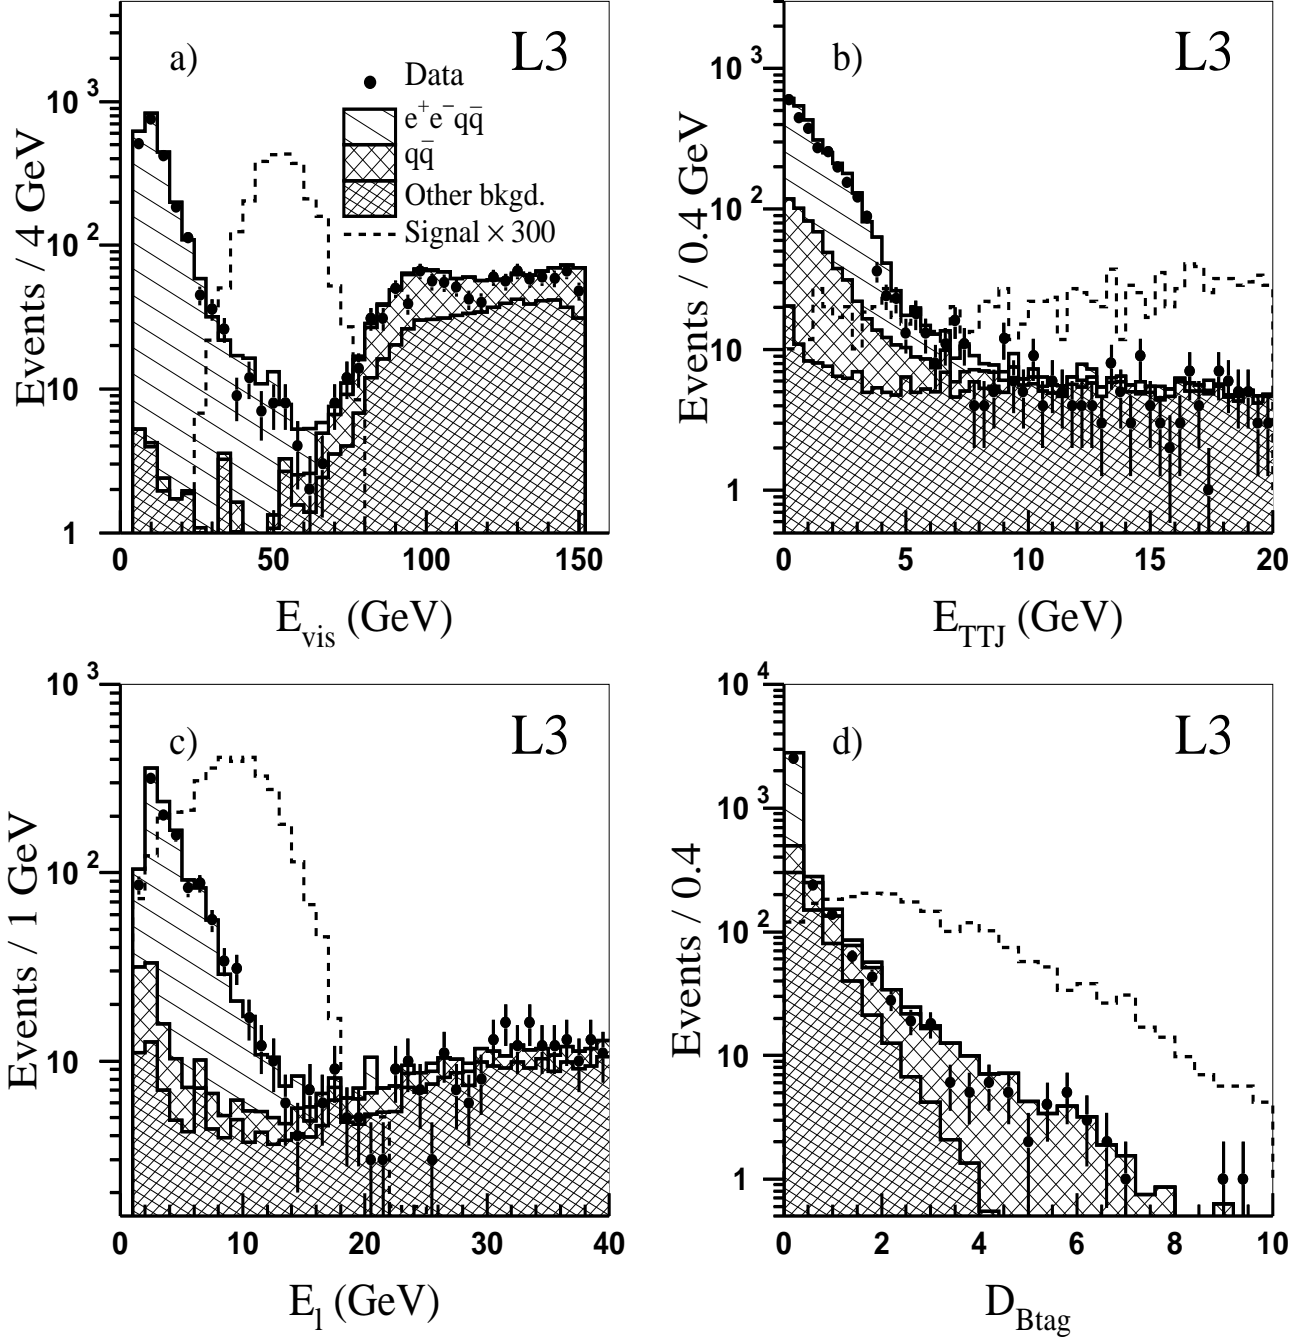 a)
L3
Data
e⁺e⁻qq̄
qq̄
Other bkgd.
Signal × 300
10³
10²
10
1
Events / 4 GeV
0 50 100 150
E_vis (GeV)
b)
L3
10³
10²
10
1
Events / 0.4 GeV
0 5 10 15 20
E_TTJ (GeV)
c)
L3
10³
10²
10
Events / 1 GeV
0 10 20 30 40
E_l (GeV)
d)
L3
10⁴
10³
10²
10
1
Events / 0.4
0 2 4 6 8 10
D_Btag